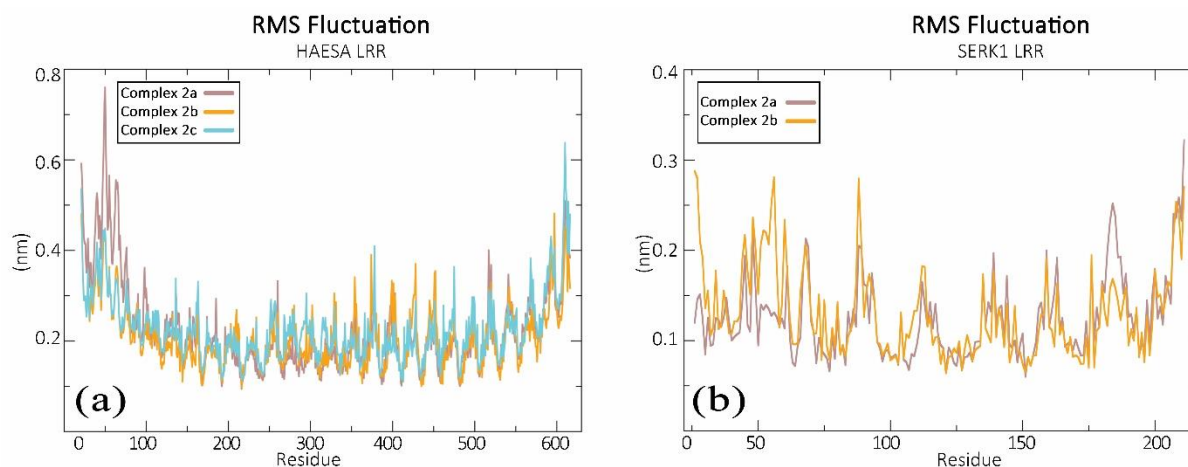 RMS Fluctuation
HAESA LRR
0.8
0.6
0.4
0.2
(nm)
Complex 2a
Complex 2b
Complex 2c
(a)
0 100 200 300 400 500 600
Residue
RMS Fluctuation
SERK1 LRR
0.4
0.3
0.2
0.1
(nm)
Complex 2a
Complex 2b
(b)
0 50 100 150 200
Residue